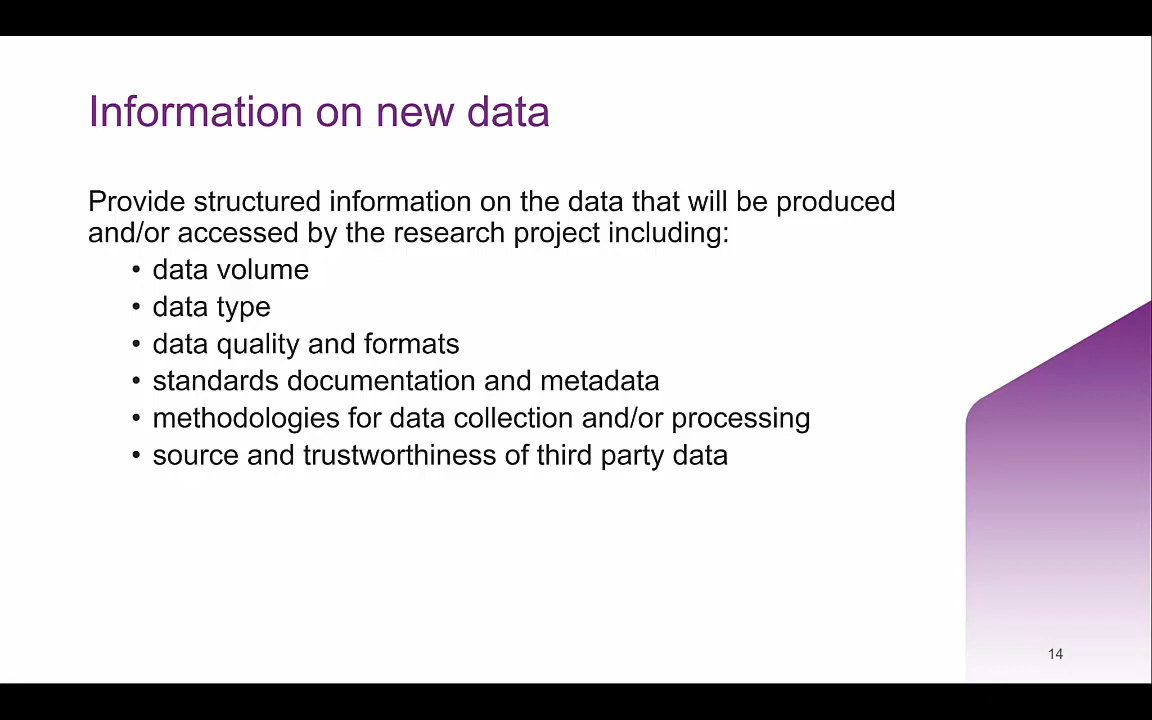 Information on new data
Provide structured information on the data that will be produced
and/or accessed by the research project including:
• data volume
• data type
• data quality and formats
• standards documentation and metadata
• methodologies for data collection and/or processing
• source and trustworthiness of third party data
14